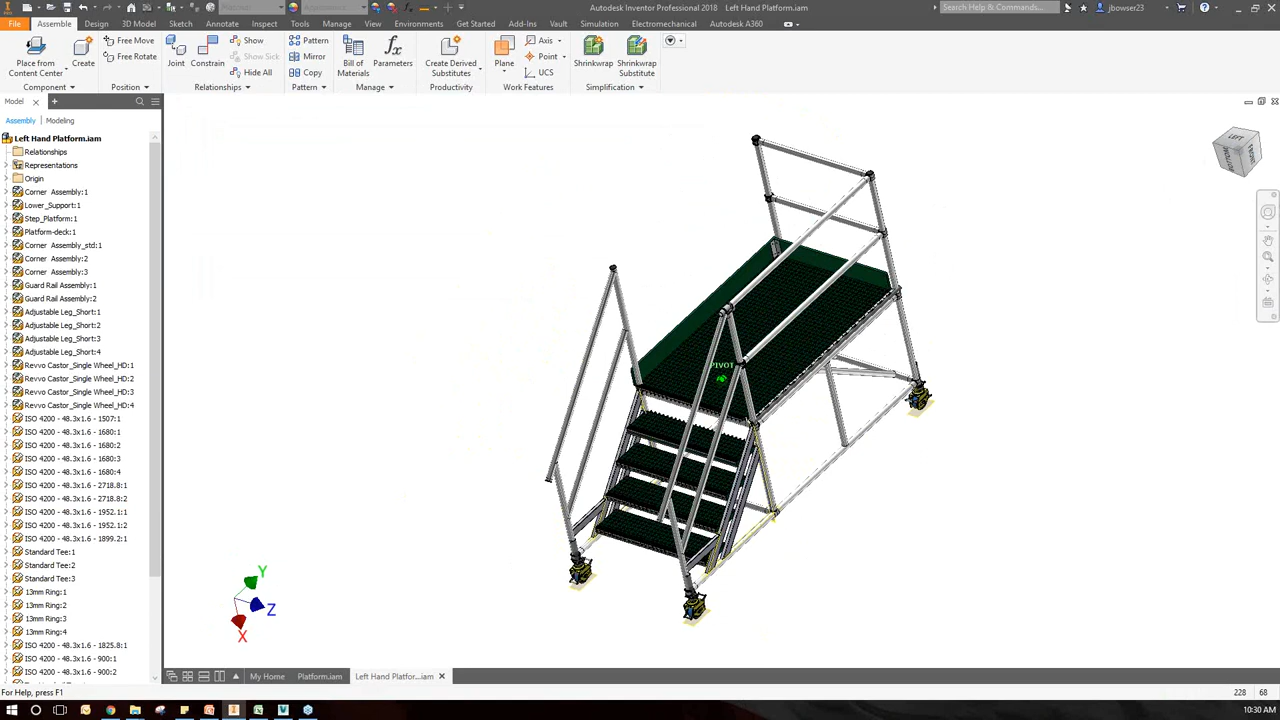 Autodesk Inventor Professional 2018 Left Hand Platform.iam
Search Help & Commands...
jbowser23
File Assemble Design 3D Model Sketch Annotate Inspect Tools Manage View Environments Get Started Add-Ins Vault Simulation Electromechanical Autodesk A360
Place from Content Center
Create
Free Move
Free Rotate
Joint
Constrain
Show
Show Sick
Hide All
Pattern
Mirror
Copy
Bill of Materials
Parameters
Create Derived Substitutes
Plane
Axis
Point
UCS
Shrinkwrap
Shrinkwrap Substitute
Component Position Relationships Pattern Manage Productivity Work Features Simplification
Model
Assembly Modeling
Left Hand Platform.iam
Relationships
Representations
Origin
Corner Assembly:1
Lower_Support:1
Step_Platform:1
Platform-deck:1
Corner Assembly_std:1
Corner Assembly:2
Corner Assembly:3
Guard Rail Assembly:1
Guard Rail Assembly:2
Adjustable Leg_Short:1
Adjustable Leg_Short:2
Adjustable Leg_Short:3
Adjustable Leg_Short:4
Revvo Castor_Single Wheel_HD:1
Revvo Castor_Single Wheel_HD:2
Revvo Castor_Single Wheel_HD:3
Revvo Castor_Single Wheel_HD:4
ISO 4200 - 48.3x1.6 - 1507:1
ISO 4200 - 48.3x1.6 - 1680:1
ISO 4200 - 48.3x1.6 - 1680:2
ISO 4200 - 48.3x1.6 - 1680:3
ISO 4200 - 48.3x1.6 - 1680:4
ISO 4200 - 48.3x1.6 - 2718.8:1
ISO 4200 - 48.3x1.6 - 2718.8:2
ISO 4200 - 48.3x1.6 - 1952.1:1
ISO 4200 - 48.3x1.6 - 1952.1:2
ISO 4200 - 48.3x1.6 - 1899.2:1
Standard Tee:1
Standard Tee:2
Standard Tee:3
13mm Ring:1
13mm Ring:2
13mm Ring:3
13mm Ring:4
ISO 4200 - 48.3x1.6 - 1825.8:1
ISO 4200 - 48.3x1.6 - 900:1
ISO 4200 - 48.3x1.6 - 900:2
LEFT
PIVOT
Y
Z
X
My Home Platform.iam Left Hand Platfor...iam
For Help, press F1
228 68
10:30 AM